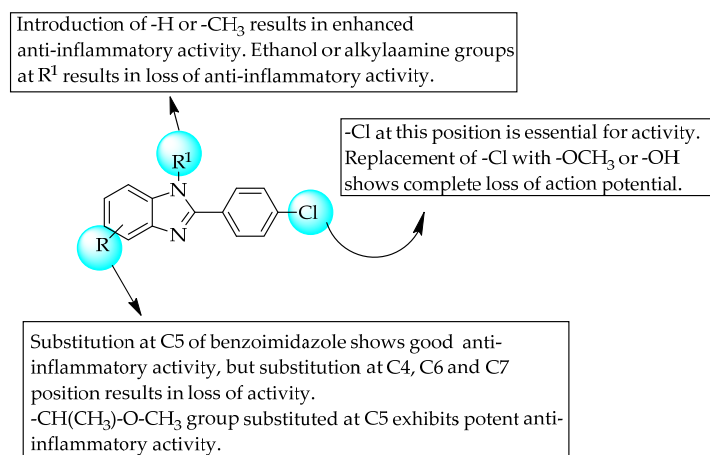 Introduction of -H or -CH₃ results in enhanced
anti-inflammatory activity. Ethanol or alkylaamine groups
at R¹ results in loss of anti-inflammatory activity.
-Cl at this position is essential for activity.
Replacement of -Cl with -OCH₃ or -OH
shows complete loss of action potential.
R¹
N
Cl
N
R
Substitution at C5 of benzoimidazole shows good anti-
inflammatory activity, but substitution at C4, C6 and C7
position results in loss of activity.
-CH(CH₃)-O-CH₃ group substituted at C5 exhibits potent anti-
inflammatory activity.